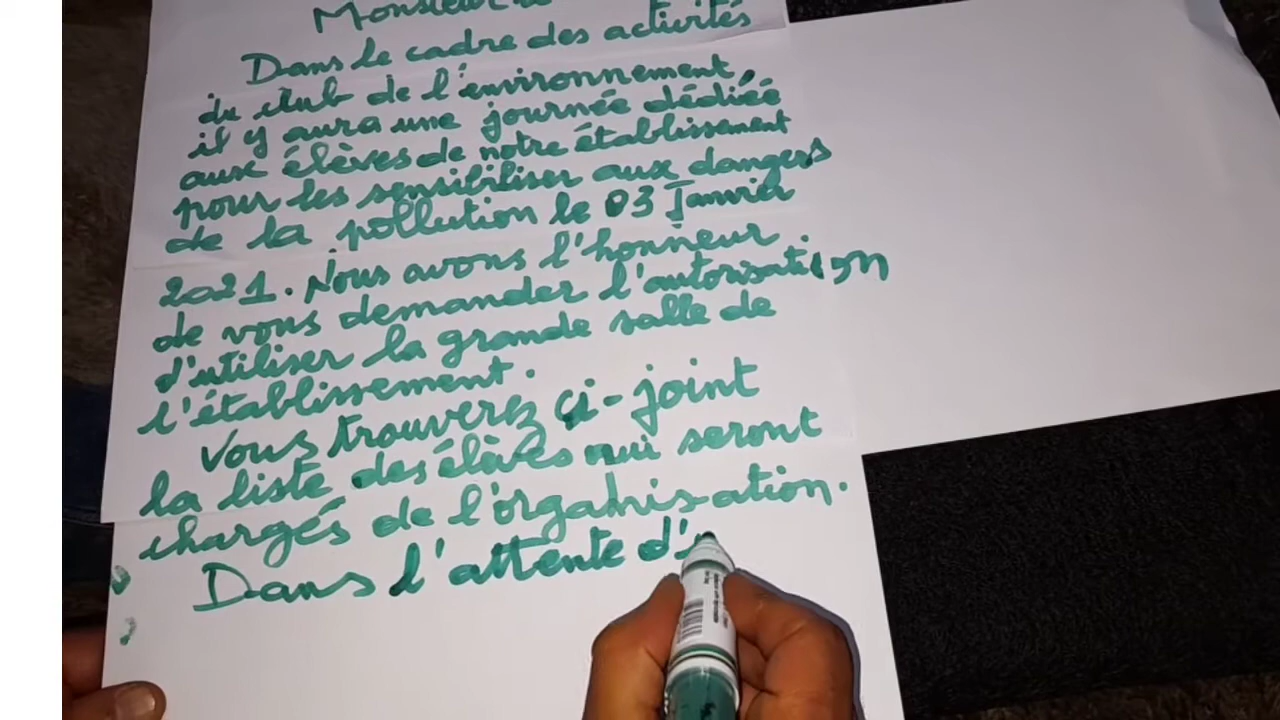 Monsieur le
Dans le cadre des activités
du club de l'environnement,
il y aura une journée dédiée
aux élèves de notre établissement
pour les sensibiliser aux dangers
de la pollution le 03 Janvier
2021. Nous avons l'honneur
de vous demander l'autorisation
d'utiliser la grande salle de
l'établissement.
Vous trouverez ci-joint
la liste des élèves qui seront
chargés de l'organisation.
Dans l'attente d'